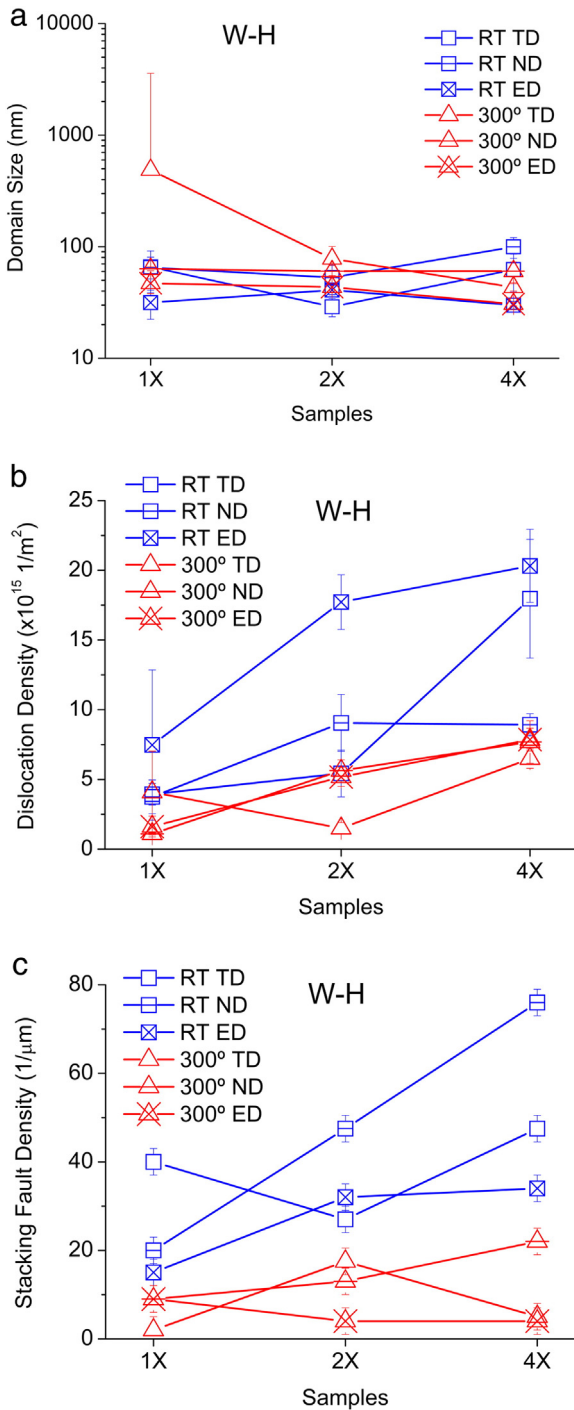 a
W-H
10000
1000
100
10
Domain Size (nm)
RT TD
RT ND
RT ED
300º TD
300º ND
300º ED
1X 2X 4X
Samples
b
W-H
25
20
15
10
5
0
Dislocation Density (x10¹⁵ 1/m²)
RT TD
RT ND
RT ED
300º TD
300º ND
300º ED
1X 2X 4X
Samples
c
W-H
80
60
40
20
0
Stacking Fault Density (1/μm)
RT TD
RT ND
RT ED
300º TD
300º ND
300º ED
1X 2X 4X
Samples